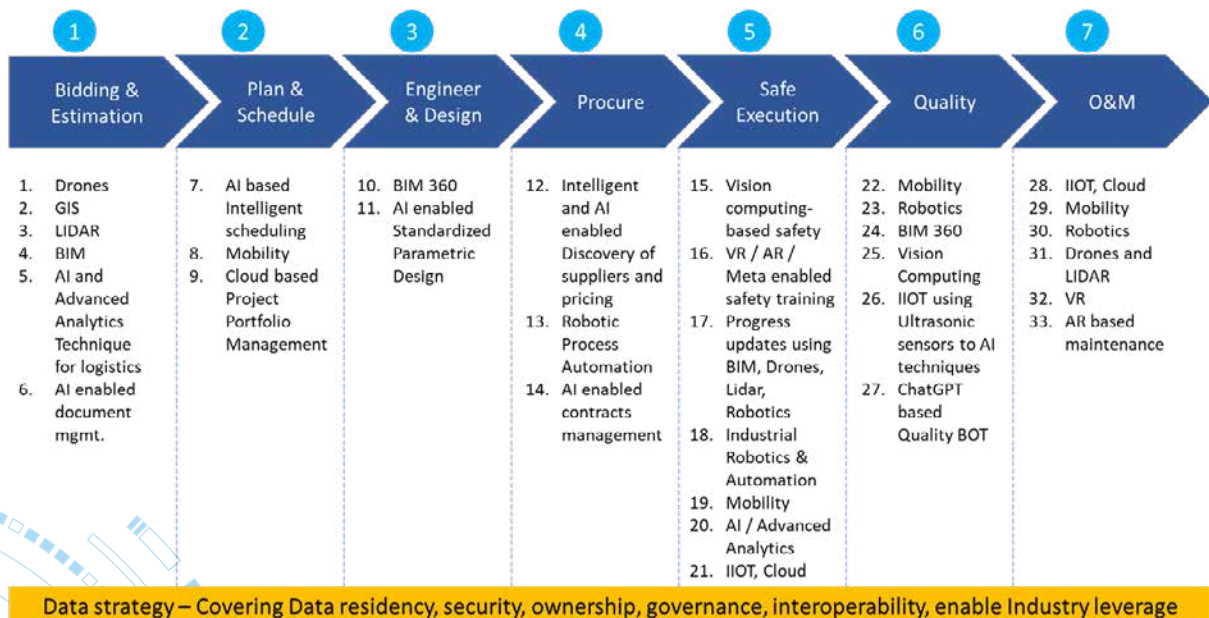 1
2
3
4
5
6
7
Bidding &
Estimation
Plan &
Schedule
Engineer
& Design
Procure
Safe
Execution
Quality
O&M
1. Drones
2. GIS
3. LIDAR
4. BIM
5. AI and
Advanced
Analytics
Technique
for logistics
6. AI enabled
document
mgmt.
7. AI based
Intelligent
scheduling
8. Mobility
9. Cloud based
Project
Portfolio
Management
10. BIM 360
11. AI enabled
Standardized
Parametric
Design
12. Intelligent
and AI
enabled
Discovery of
suppliers and
pricing
13. Robotic
Process
Automation
14. AI enabled
contracts
management
15. Vision
computing-
based safety
16. VR / AR /
Meta enabled
safety training
17. Progress
updates using
BIM, Drones,
Lidar,
Robotics
18. Industrial
Robotics &
Automation
19. Mobility
20. AI / Advanced
Analytics
21. IIOT, Cloud
22. Mobility
23. Robotics
24. BIM 360
25. Vision
Computing
26. IIOT using
Ultrasonic
sensors to AI
techniques
27. ChatGPT
based
Quality BOT
28. IIOT, Cloud
29. Mobility
30. Robotics
31. Drones and
LIDAR
32. VR
33. AR based
maintenance
Data strategy – Covering Data residency, security, ownership, governance, interoperability, enable Industry leverage